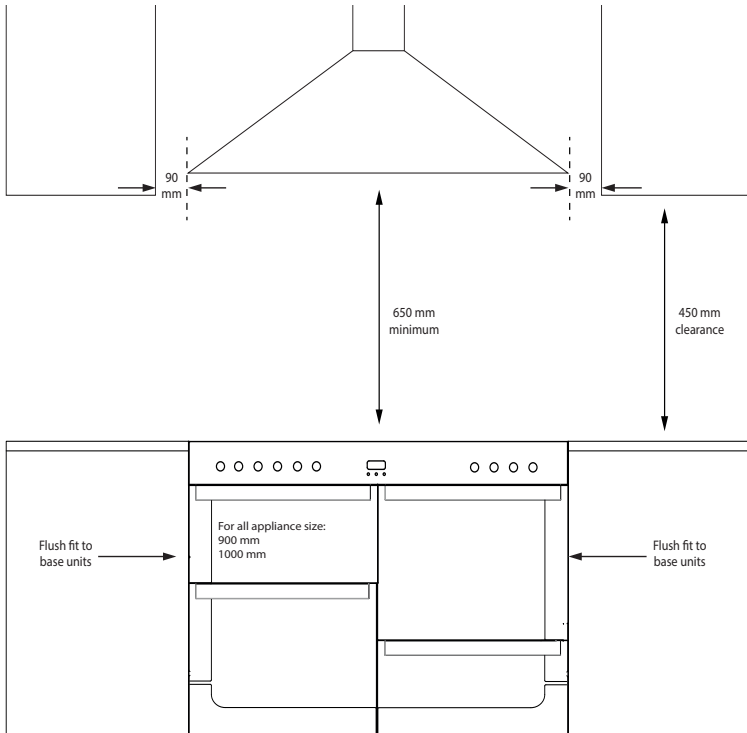 90
mm
90
mm
650 mm
minimum
450 mm
clearance
For all appliance size:
900 mm
1000 mm
Flush fit to
base units
Flush fit to
base units